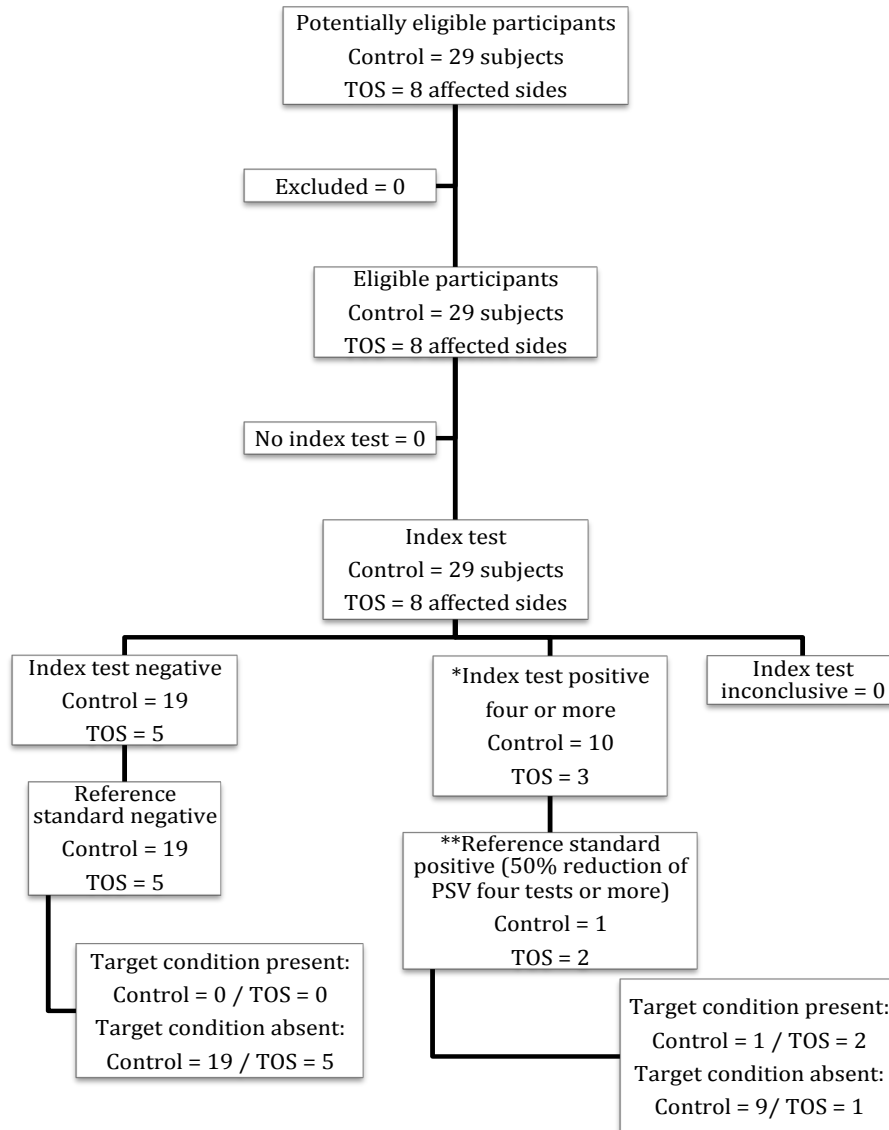 Potentially eligible participants
Control = 29 subjects
TOS = 8 affected sides
Excluded = 0
Eligible participants
Control = 29 subjects
TOS = 8 affected sides
No index test = 0
Index test
Control = 29 subjects
TOS = 8 affected sides
Index test negative
Control = 19
TOS = 5
*Index test positive
four or more
Control = 10
TOS = 3
Index test
inconclusive = 0
Reference
standard negative
Control = 19
TOS = 5
**Reference standard
positive (50% reduction of
PSV four tests or more)
Control = 1
TOS = 2
Target condition present:
Control = 0 / TOS = 0
Target condition absent:
Control = 19 / TOS = 5
Target condition present:
Control = 1 / TOS = 2
Target condition absent:
Control = 9/ TOS = 1